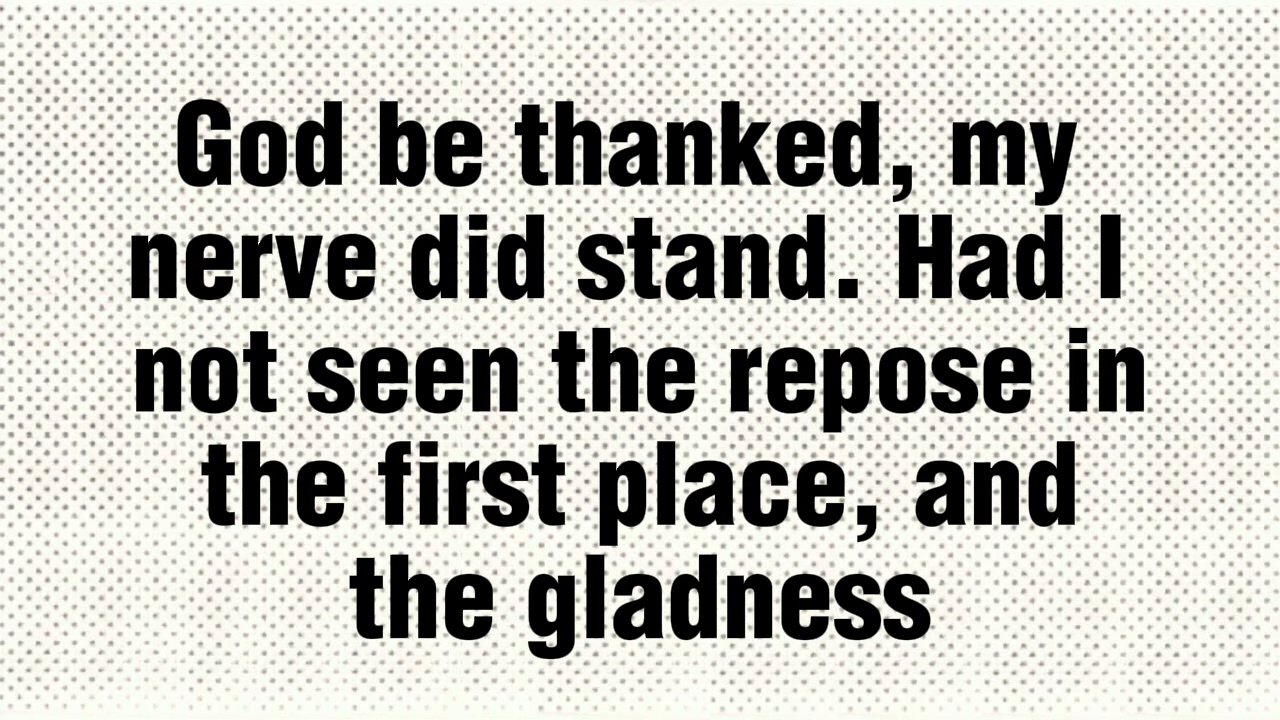 God be thanked, my
nerve did stand. Had I
not seen the repose in
the first place, and
the gladness